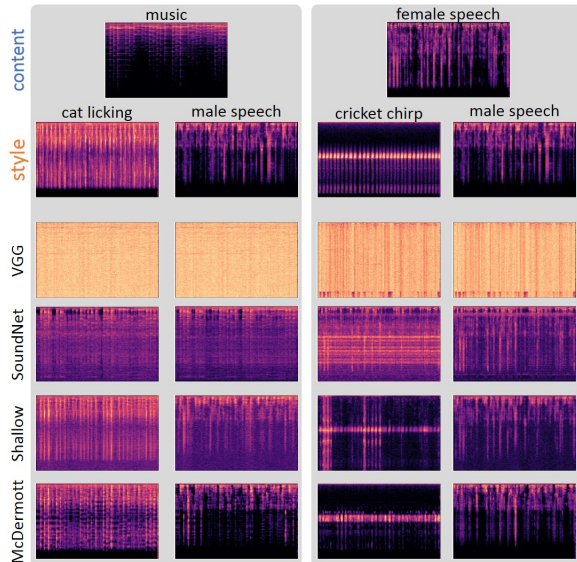 music
female speech
content
cat licking
male speech
cricket chirp
male speech
style
VGG
SoundNet
Shallow
McDermott